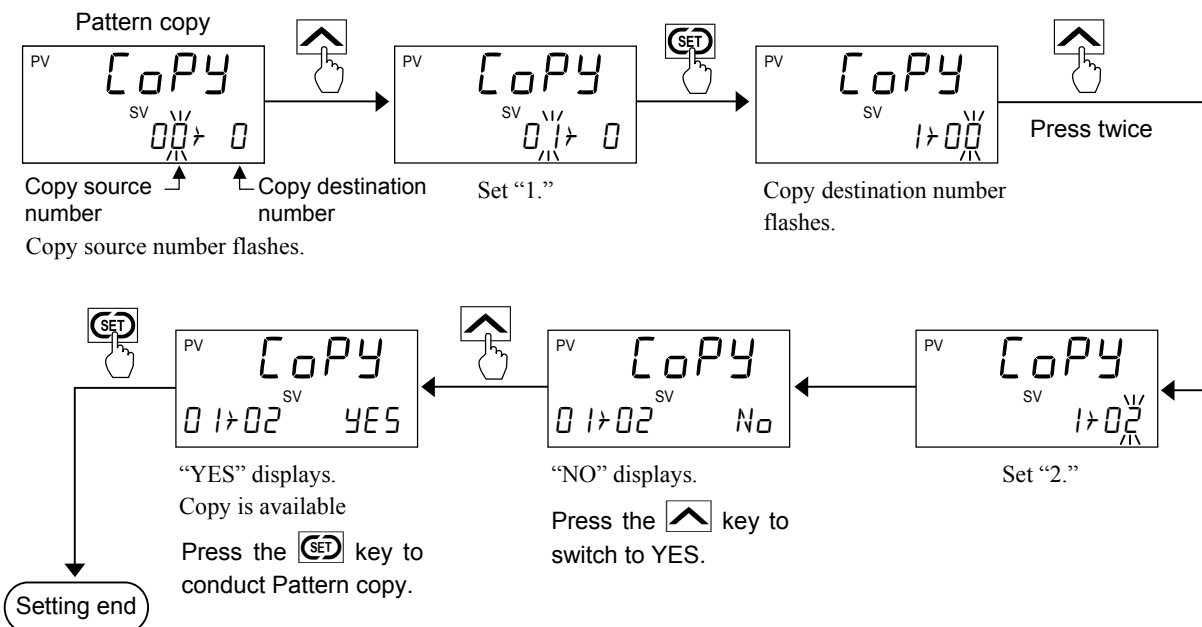 Pattern copy
PV
CoPY
SV
00▸ 0
Copy source number
Copy destination number
Copy source number flashes.
PV
CoPY
SV
01▸ 0
Set “1.”
SET
PV
CoPY
SV
1▸00
Copy destination number
flashes.
Press twice
SET
PV
CoPY
SV
01▸02 YES
“YES” displays.
Copy is available
Press the SET key to
conduct Pattern copy.
PV
CoPY
SV
01▸02 No
“NO” displays.
Press the key to
switch to YES.
PV
CoPY
SV
1▸02
Set “2.”
Setting end